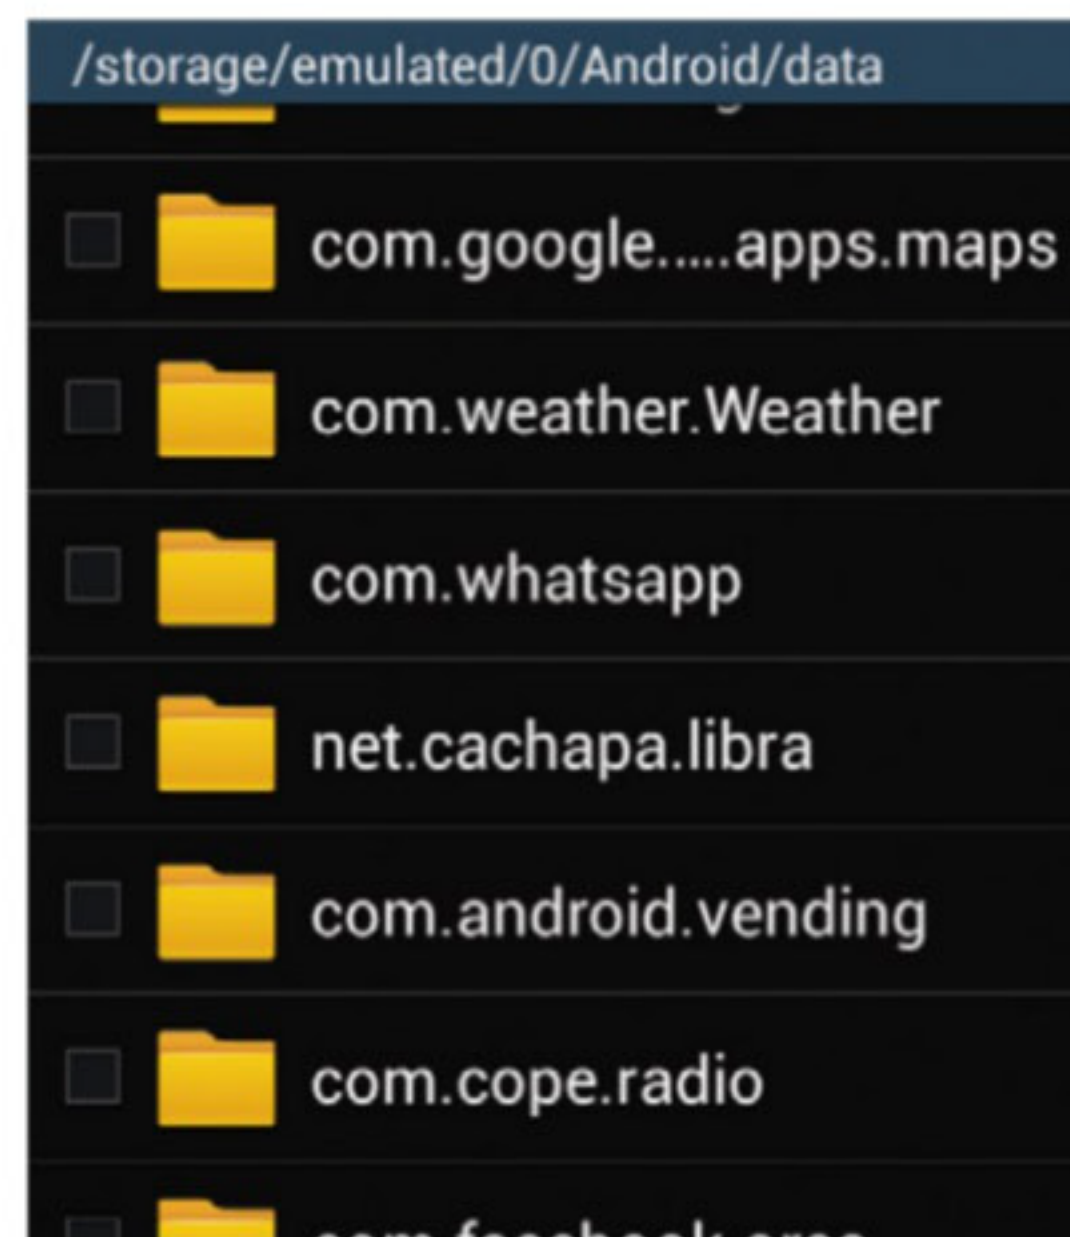 /storage/emulated/0/Android/data
com.google.....apps.maps
com.weather.Weather
com.whatsapp
net.cachapa.libra
com.android.vending
com.cope.radio